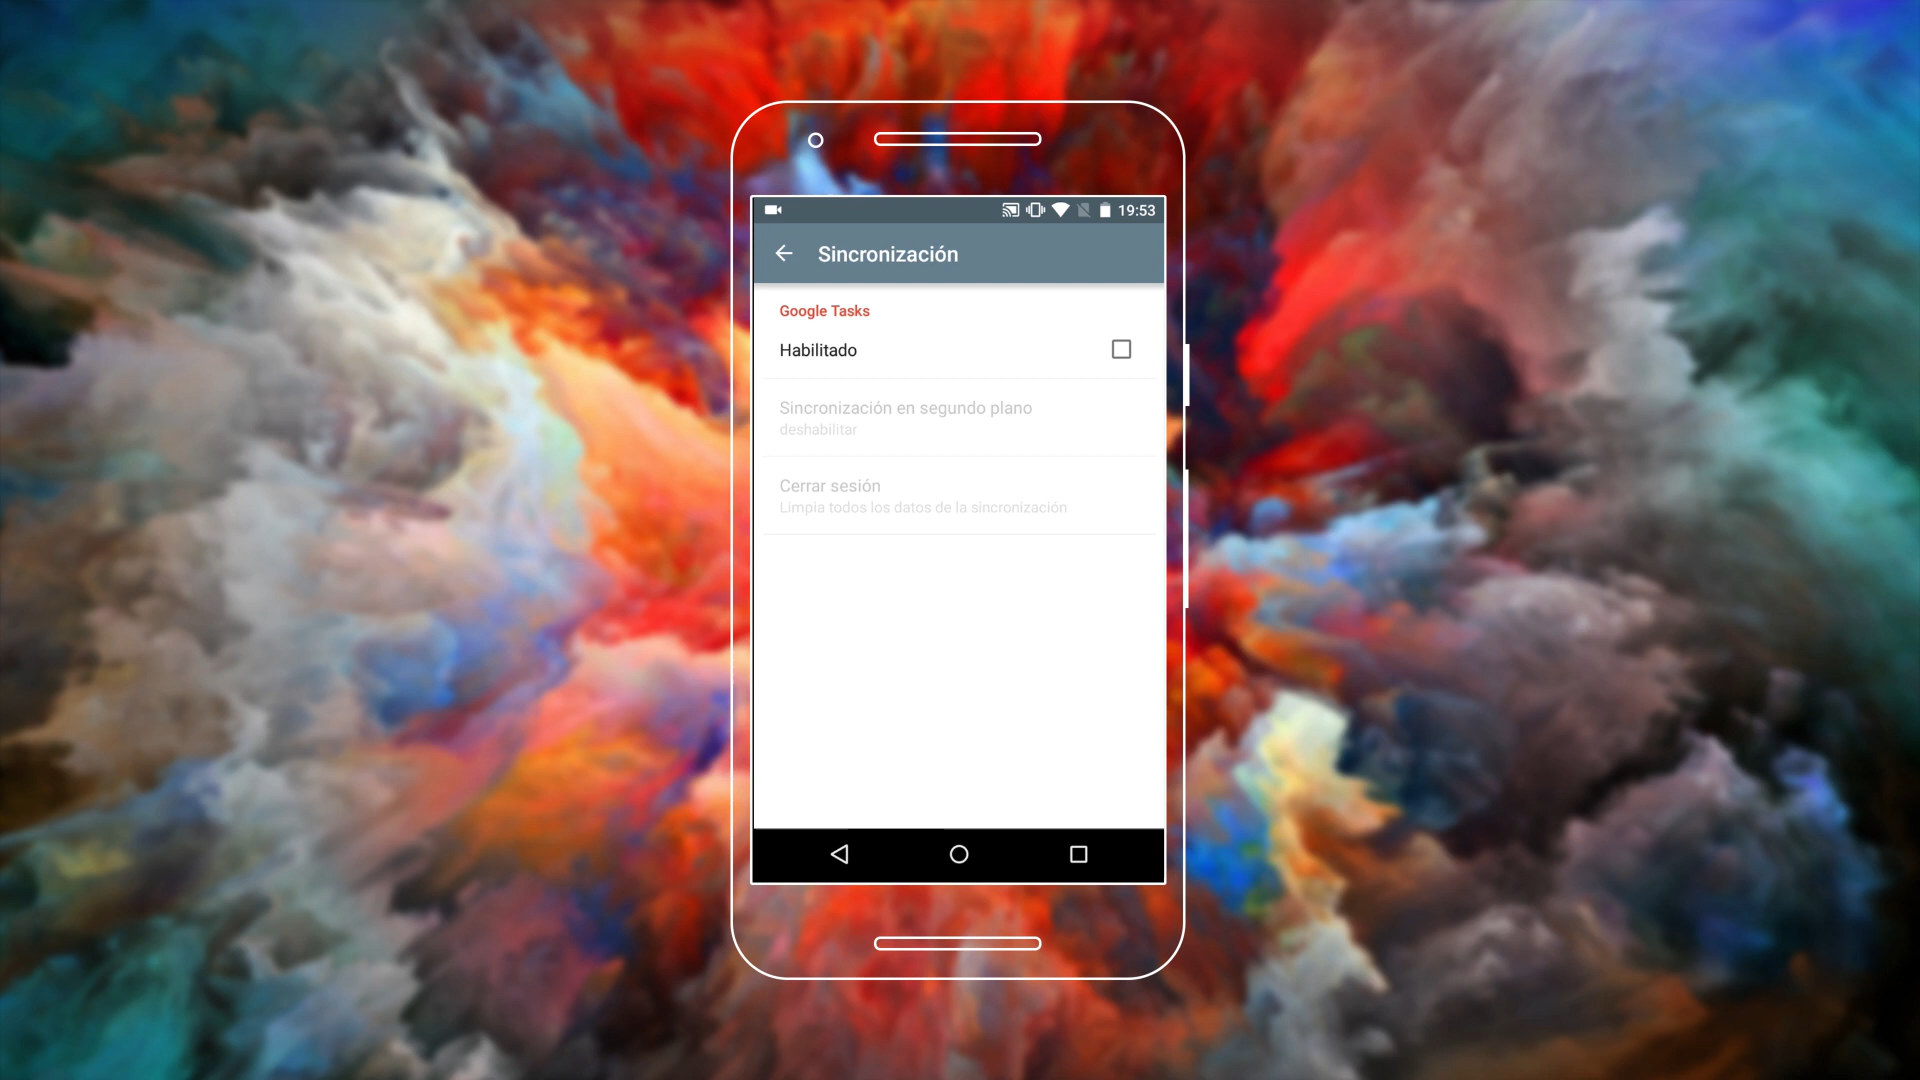 19:53
Sincronización
Google Tasks
Habilitado
Sincronización en segundo plano
deshabilitar
Cerrar sesión
Limpia todos los datos de la sincronización